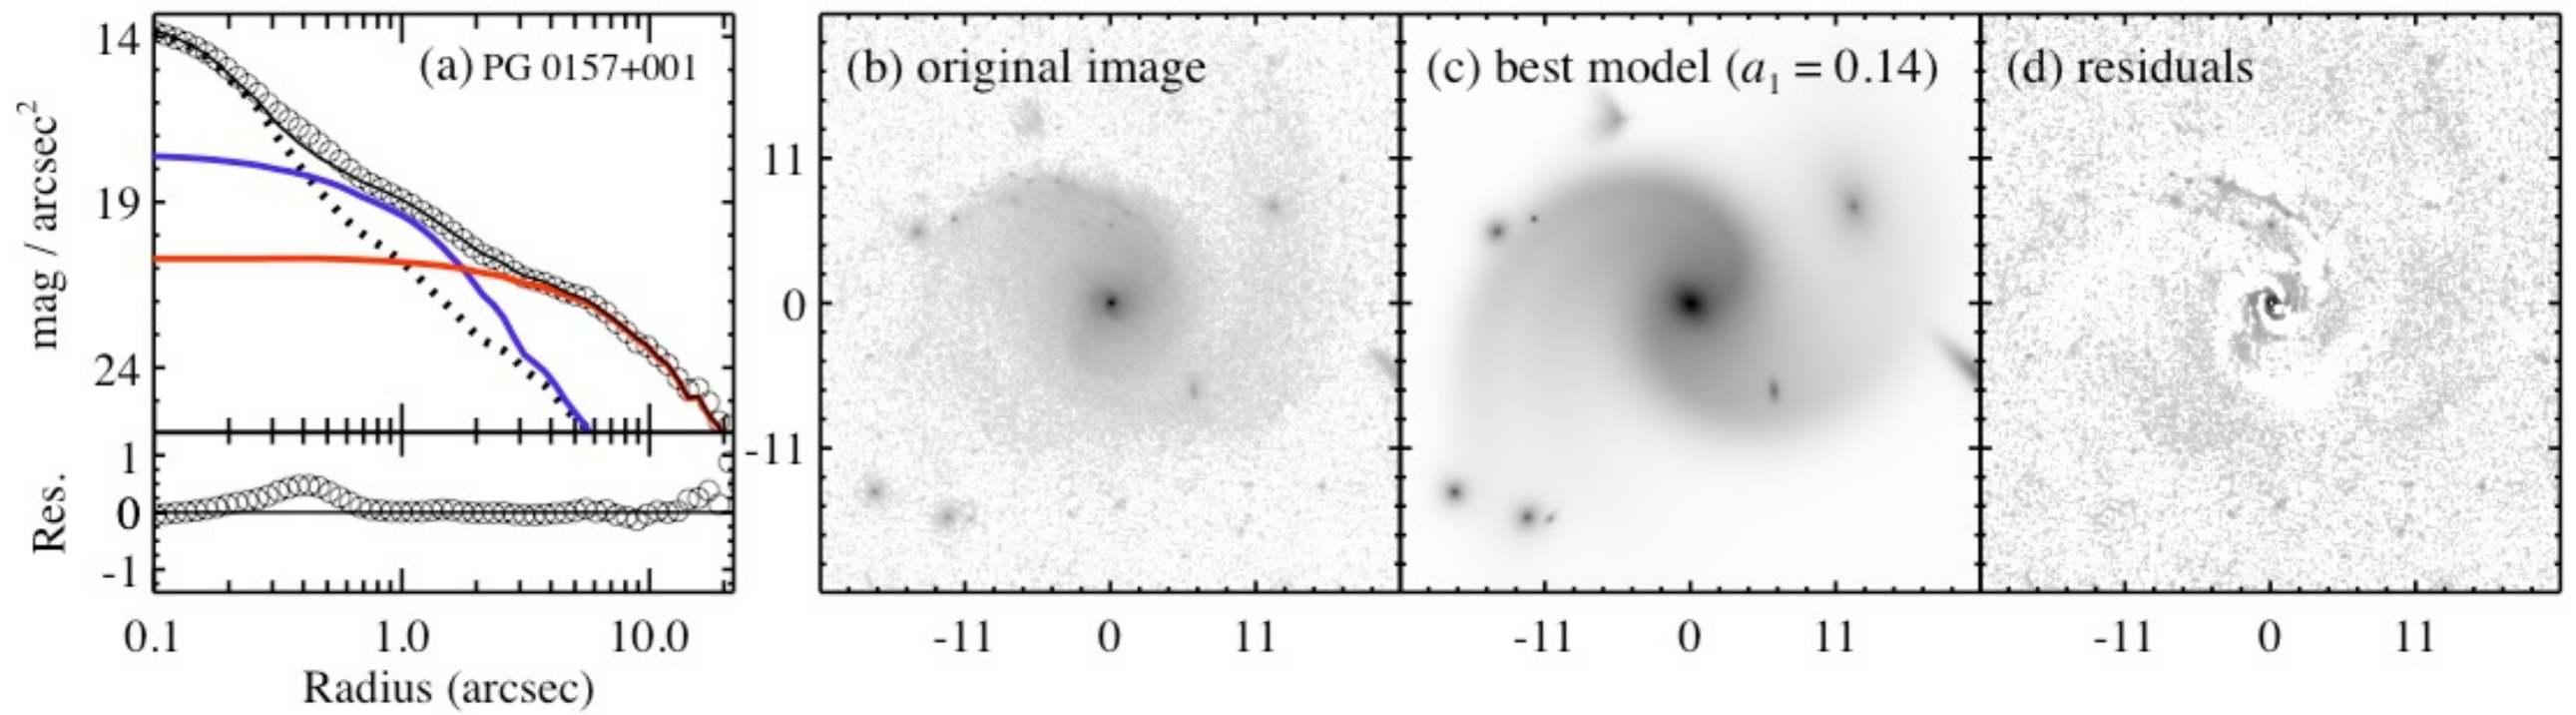 (a) PG 0157+001
14
19
24
mag / arcsec²
1
0
-1
Res.
0.1 1.0 10.0
Radius (arcsec)
(b) original image
(c) best model (a₁ = 0.14)
(d) residuals
11
0
-11
-11 0 11
-11 0 11
-11 0 11